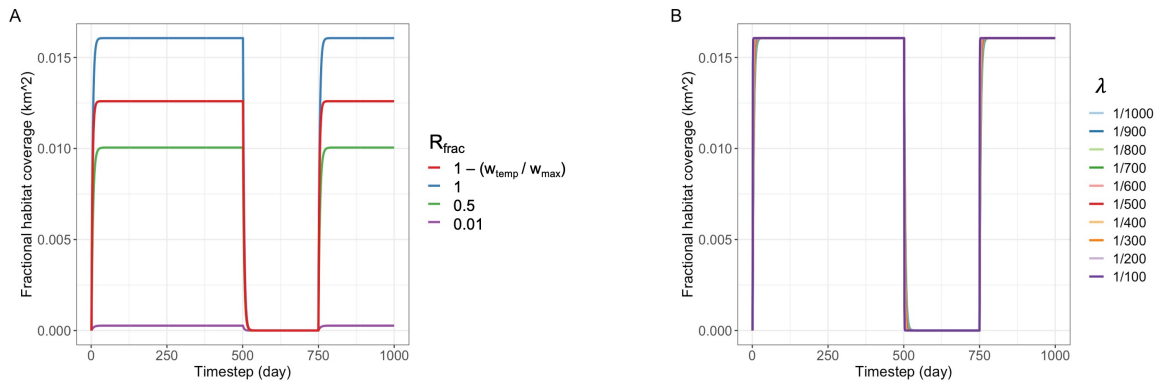 A
Fractional habitat coverage (km^2)
0.015
0.010
0.005
0.000
0 250 500 750 1000
Timestep (day)
R_frac
1 – (w_temp / w_max)
1
0.5
0.01
B
Fractional habitat coverage (km^2)
0.015
0.010
0.005
0.000
0 250 500 750 1000
Timestep (day)
λ
1/1000
1/900
1/800
1/700
1/600
1/500
1/400
1/300
1/200
1/100